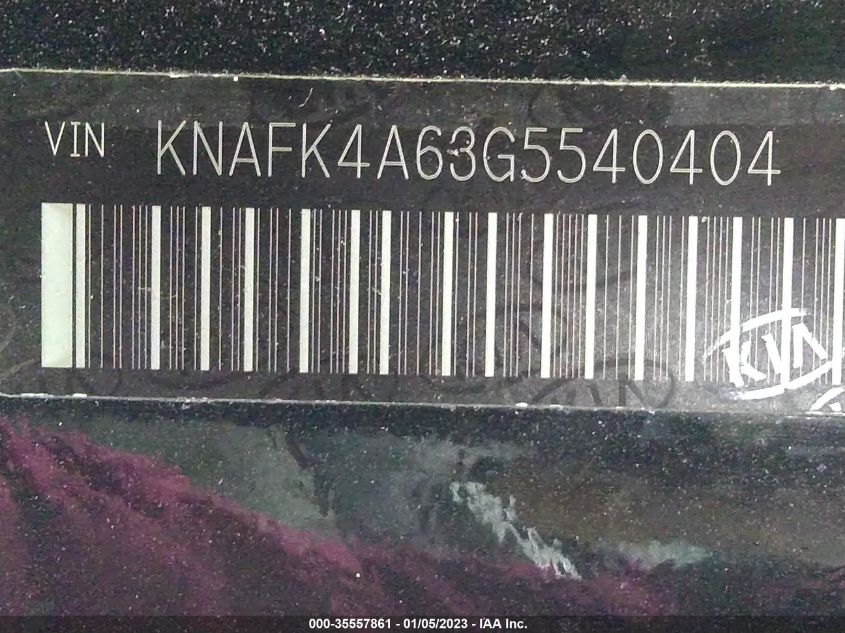 VIN KNAFK4A63G5540404
KIA
000-35557861 - 01/05/2023 - IAA Inc.